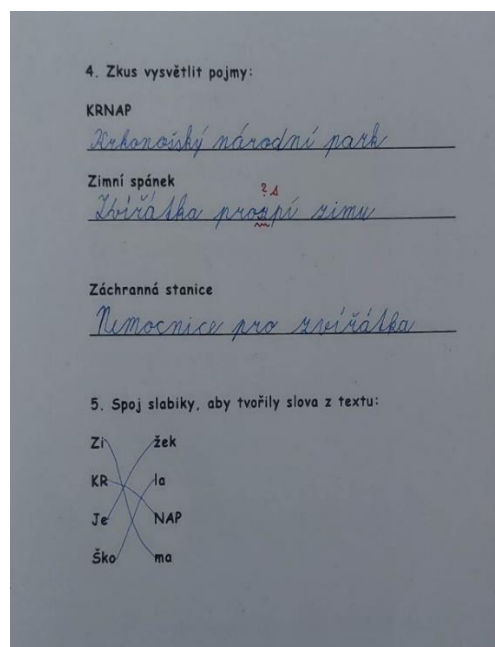 4. Zkus vysvětlit pojmy:
KRNAP
Krkonošský národní park
Zimní spánek
? s
Zvířátka prozpí zimu
Záchranná stanice
Nemocnice pro zvířátka
5. Spoj slabiky, aby tvořily slova z textu:
Zi žek
KR la
Je NAP
Ško ma